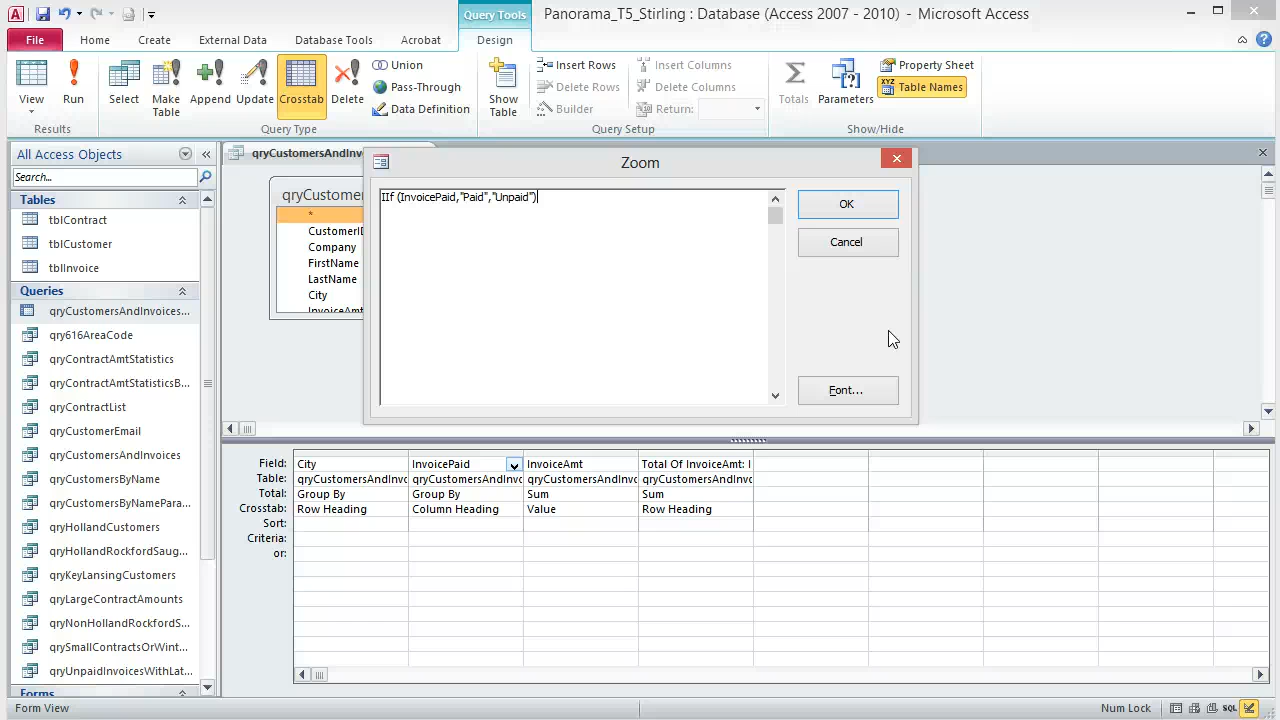 Query Tools
Panorama_T5_Stirling : Database (Access 2007 - 2010) - Microsoft Access
File
Home
Create
External Data
Database Tools
Acrobat
Design
View
Run
Select
Make Table
Append
Update
Crosstab
Delete
Union
Pass-Through
Data Definition
Show Table
Insert Rows
Delete Rows
Builder
Insert Columns
Delete Columns
Return:
Totals
Parameters
Property Sheet
XYZ Table Names
Results
Query Type
Query Setup
Show/Hide
All Access Objects
Search...
Tables
tblContract
tblCustomer
tblInvoice
Queries
qryCustomersAndInvoices...
qry616AreaCode
qryContractAmtStatistics
qryContractAmtStatisticsB...
qryContractList
qryCustomerEmail
qryCustomersAndInvoices
qryCustomersByName
qryCustomersByNamePara...
qryHollandCustomers
qryHollandRockfordSaug...
qryKeyLansingCustomers
qryLargeContractAmounts
qryNonHollandRockfordS...
qrySmallContractsOrWint...
qryUnpaidInvoicesWithLat...
Forms
qryCustomersAndInv
qryCustomer
*
CustomerID
Company
FirstName
LastName
City
InvoiceAmt
Zoom
IIf (InvoicePaid,"Paid","Unpaid")
OK
Cancel
Font...
Field: City InvoicePaid InvoiceAmt Total Of InvoiceAmt: I
Table: qryCustomersAndInvo qryCustomersAndInvo qryCustomersAndInvo qryCustomersAndInvo
Total: Group By Group By Sum Sum
Crosstab: Row Heading Column Heading Value Row Heading
Sort:
Criteria:
or:
Form View
Num Lock
SQL